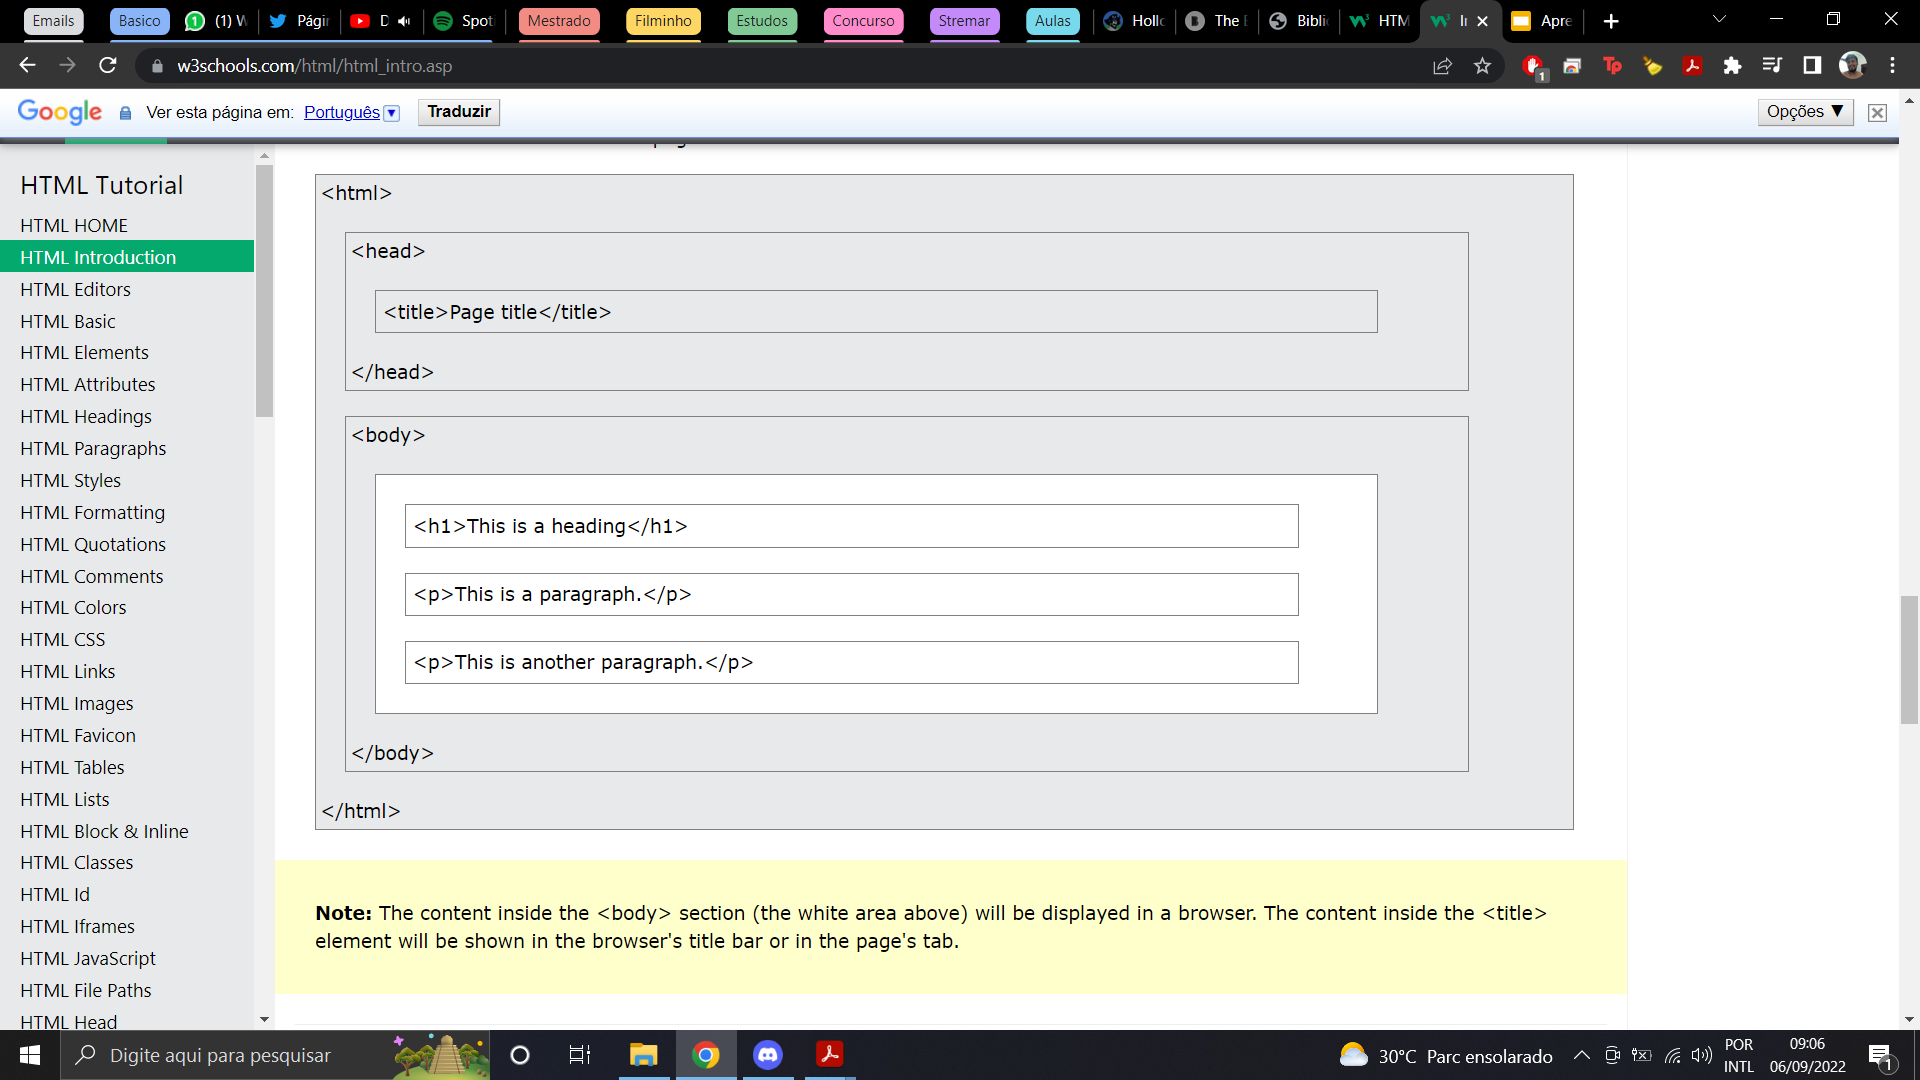 Emails Basico (1) W Págir D Spot Mestrado Filminho Estudos Concurso Stremar Aulas Hollo The Bibli HTM Apre
w3schools.com/html/html_intro.asp 1
Google Ver esta página em: Português Traduzir Opções
HTML Tutorial
HTML HOME
HTML Introduction
HTML Editors
HTML Basic
HTML Elements
HTML Attributes
HTML Headings
HTML Paragraphs
HTML Styles
HTML Formatting
HTML Quotations
HTML Comments
HTML Colors
HTML CSS
HTML Links
HTML Images
HTML Favicon
HTML Tables
HTML Lists
HTML Block & Inline
HTML Classes
HTML Id
HTML Iframes
HTML JavaScript
HTML File Paths
HTML Head
<html>
<head>
<title>Page title</title>
</head>
<body>
<h1>This is a heading</h1>
<p>This is a paragraph.</p>
<p>This is another paragraph.</p>
</body>
</html>
Note: The content inside the <body> section (the white area above) will be displayed in a browser. The content inside the <title>
element will be shown in the browser's title bar or in the page's tab.
Digite aqui para pesquisar
30°C Parc ensolarado
POR
INTL
09:06
06/09/2022
1